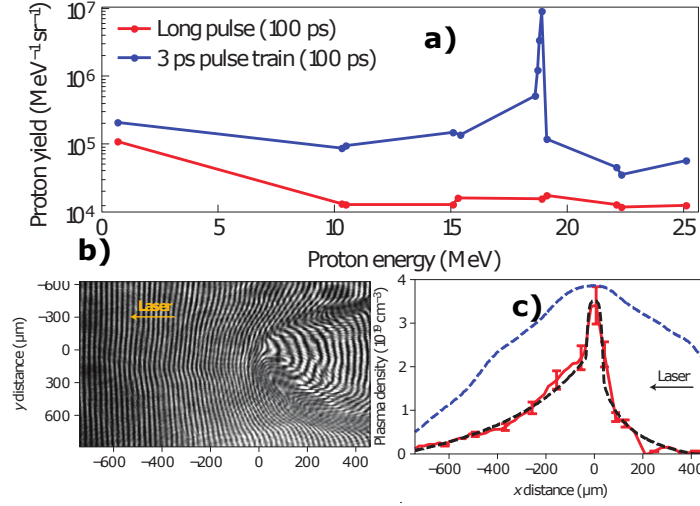 a)
Long pulse (100 ps)
3 ps pulse train (100 ps)
Proton yield (MeV⁻¹sr⁻¹)
10⁷
10⁶
10⁵
10⁴
0 5 10 15 20 25
Proton energy (MeV)
b)
Laser
y distance (µm)
−600
−300
0
300
600
−600 −400 −200 0 200 400
c)
Plasma density (10¹⁹ cm⁻³)
4
3
2
1
0
Laser
−600 −400 −200 0 200 400
x distance (µm)